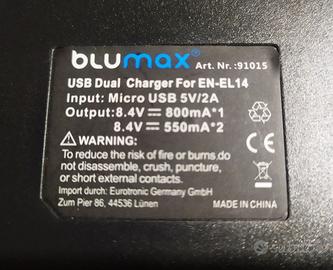 blumax Art. Nr.:91015
USB Dual Charger For EN-EL14
Input: Micro USB 5V/2A
Output: 8.4V 800mA*1
8.4V 550mA*2
WARNING:
To reduce the risk of fire or burns.do
not disassemble, crush, puncture,
or short external contacts.
Import durch: Eurotronic Germany GmbH
Zum Pier 86, 44536 Lünen
MADE IN CHINA
subito